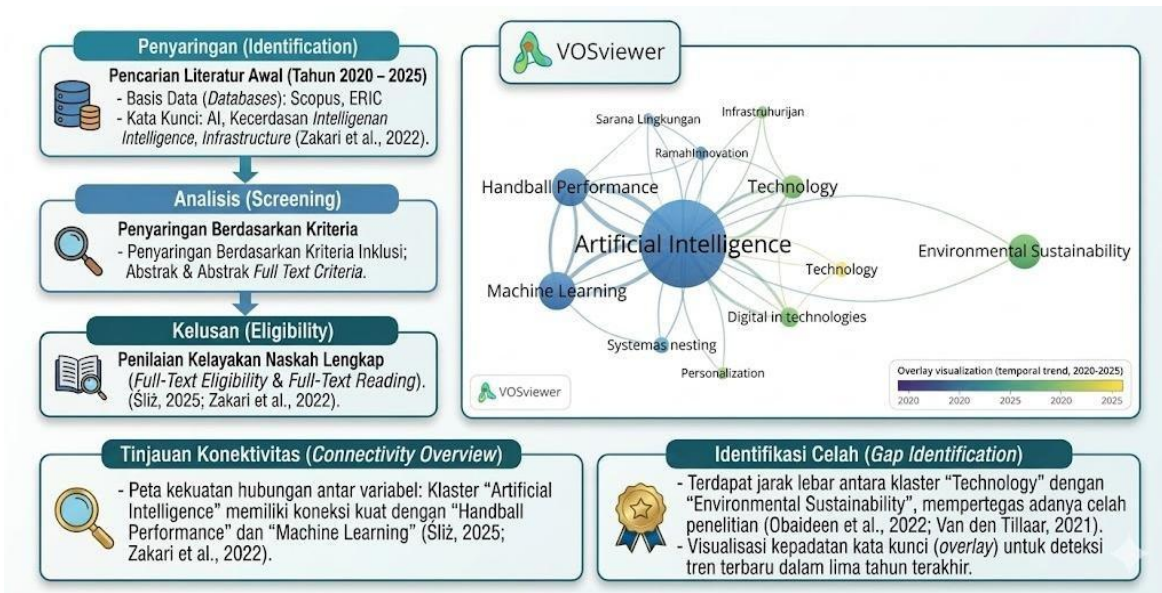 Penyaringan (Identification)
Pencarian Literatur Awal (Tahun 2020 – 2025)
- Basis Data (Databases): Scopus, ERIC
- Kata Kunci: AI, Kecerdasan Intelligenan
Intelligence, Infrastructure (Zakari et al., 2022).
Analisis (Screening)
Penyaringan Berdasarkan Kriteria
- Penyaringan Berdasarkan Kriteria Inklusi;
Abstrak & Abstrak Full Text Criteria.
Kelusan (Eligibility)
Penilaian Kelayakan Naskah Lengkap
(Full-Text Eligibility & Full-Text Reading).
(Śliż, 2025; Zakari et al., 2022).
VOSviewer
Sarana Lingkungan
Infrastruhurijan
RamahInnovation
Handball Performance
Technology
Artificial Intelligence
Environmental Sustainability
Technology
Machine Learning
Digital in technologies
Systemas nesting
Personalization
VOSviewer
Overlay visualization (temporal trend, 2020-2025)
2020 2020 2025 2020 2025
Tinjauan Konektivitas (Connectivity Overview)
- Peta kekuatan hubungan antar variabel: Klaster “Artificial
Intelligence” memiliki koneksi kuat dengan “Handball
Performance” dan “Machine Learning” (Śliż, 2025;
Zakari et al., 2022).
Identifikasi Celah (Gap Identification)
- Terdapat jarak lebar antara klaster “Technology” dengan
“Environmental Sustainability”, mempertegas adanya celah
penelitian (Obaideen et al., 2022; Van den Tillaar, 2021).
- Visualisasi kepadatan kata kunci (overlay) untuk deteksi
tren terbaru dalam lima tahun terakhir.